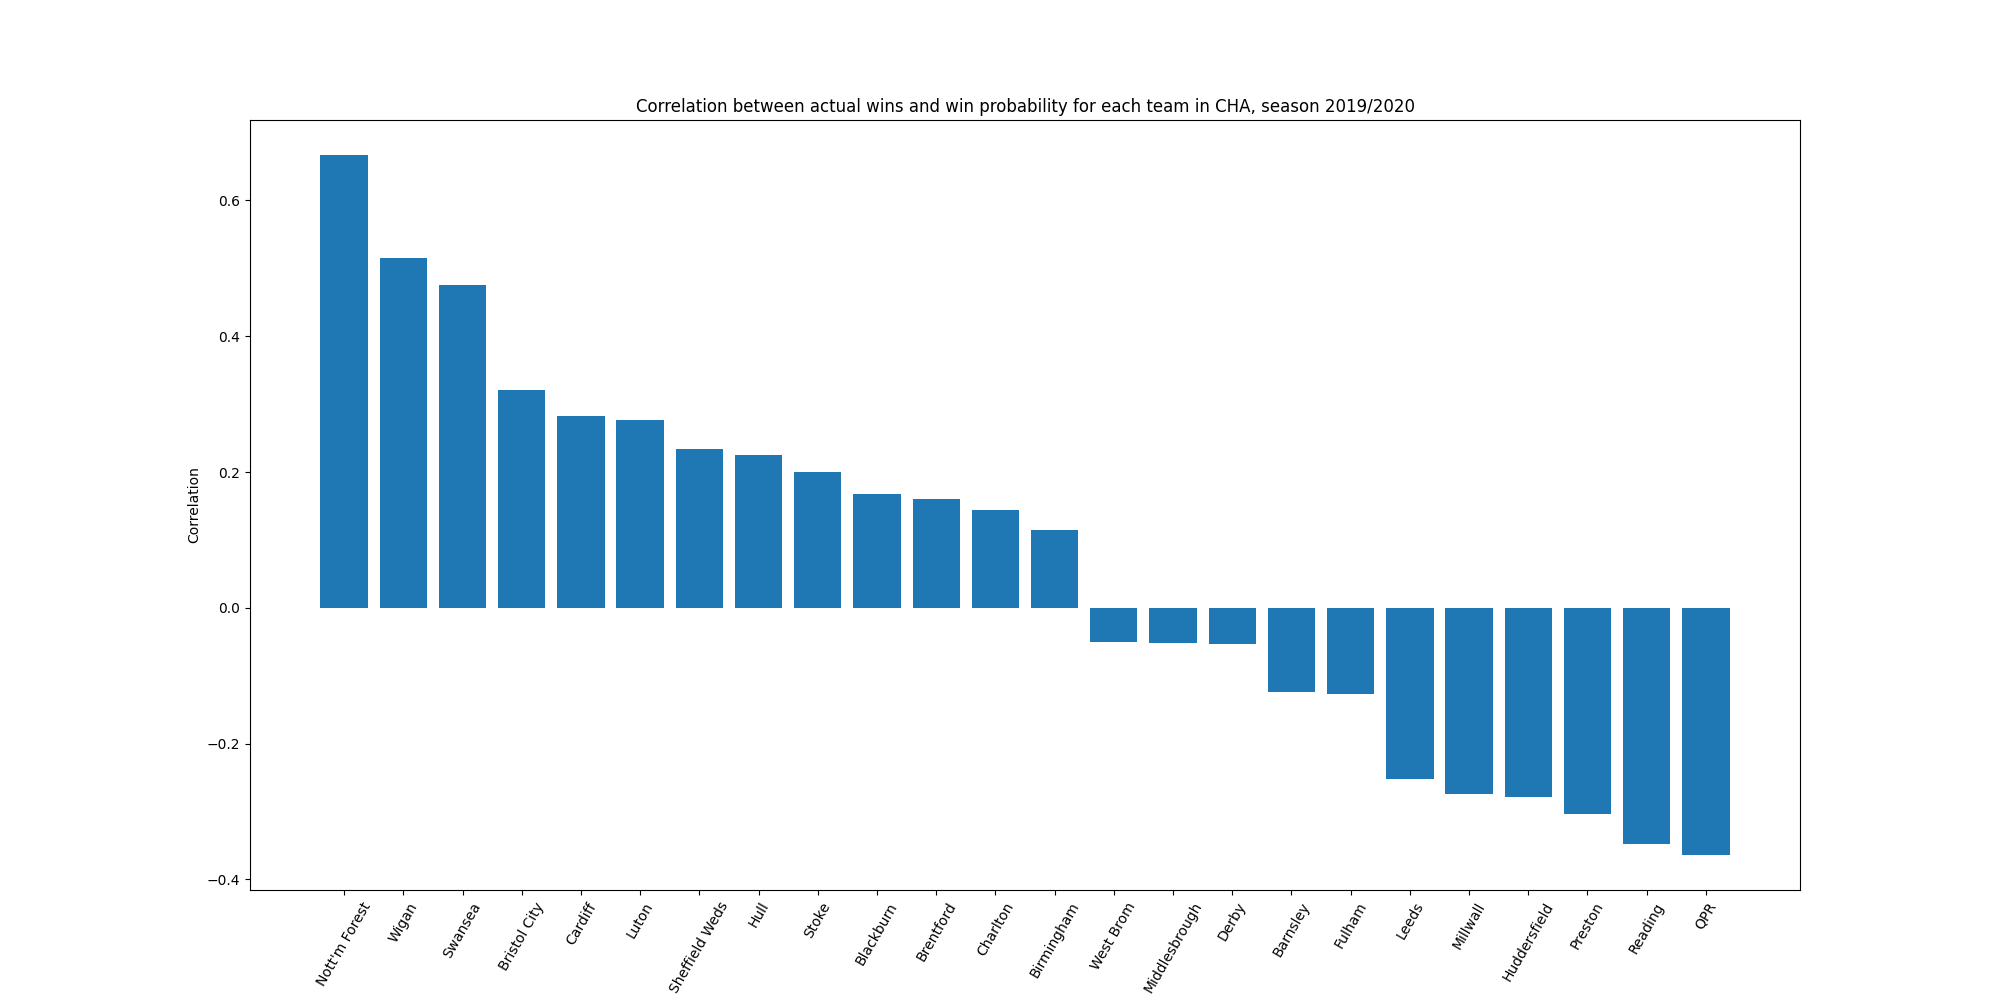 Correlation between actual wins and win probability for each team in CHA, season 2019/2020
Correlation
0.6
0.4
0.2
0.0
−0.2
−0.4
Nott'm Forest
Wigan
Swansea
Bristol City
Cardiff
Luton
Sheffield Weds
Hull
Stoke
Blackburn
Brentford
Charlton
Birmingham
West Brom
Middlesbrough
Derby
Barnsley
Fulham
Leeds
Millwall
Huddersfield
Preston
Reading
QPR